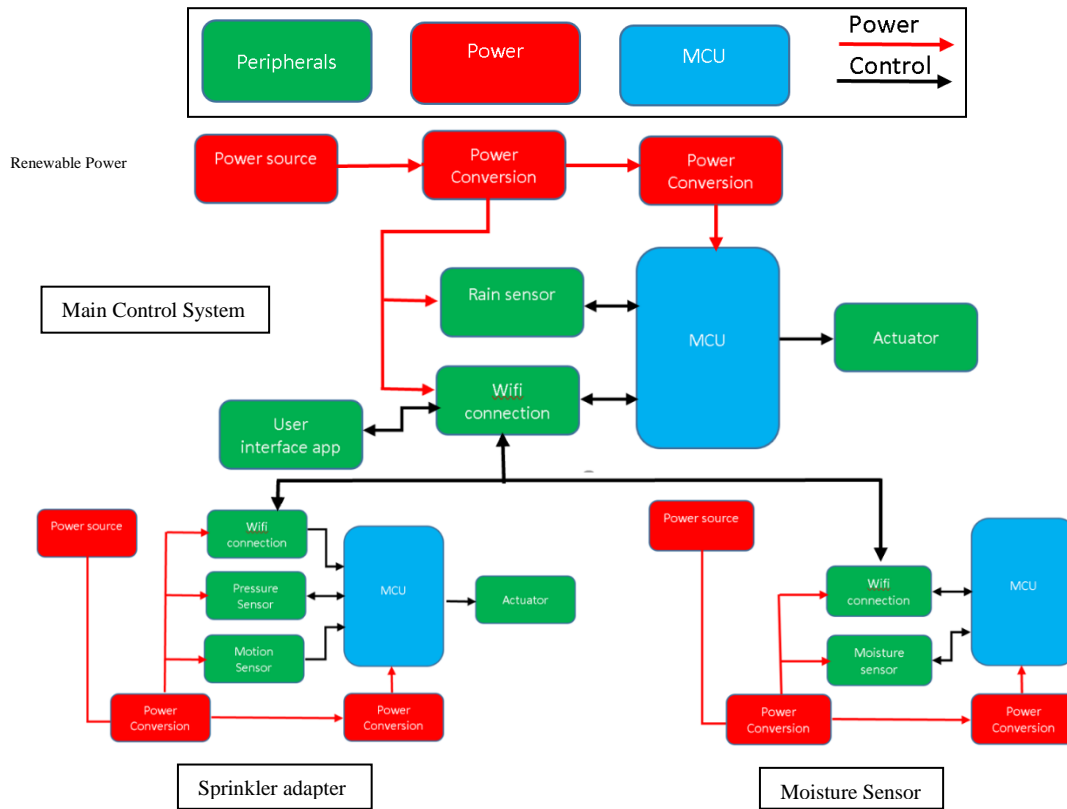 Peripherals
Power
MCU
Power
Control
Renewable Power
Power source
Power
Conversion
Power
Conversion
Main Control System
Rain sensor
MCU
Actuator
Wifi
connection
User
interface app
Power source
Wifi
connection
Pressure
Sensor
Motion
Sensor
MCU
Actuator
Power
Conversion
Power
Conversion
Sprinkler adapter
Power source
Wifi
connection
Moisture
sensor
MCU
Power
Conversion
Power
Conversion
Moisture Sensor